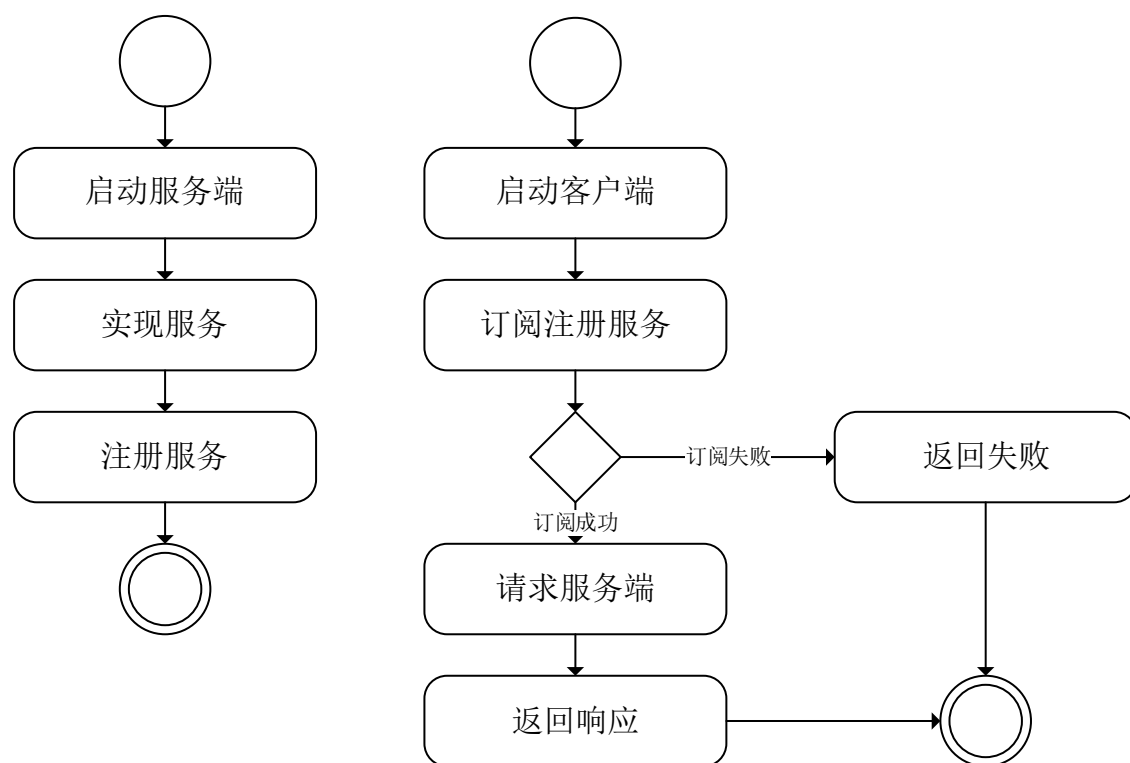 启动服务端
实现服务
注册服务
启动客户端
订阅注册服务
订阅失败
返回失败
订阅成功
请求服务端
返回响应